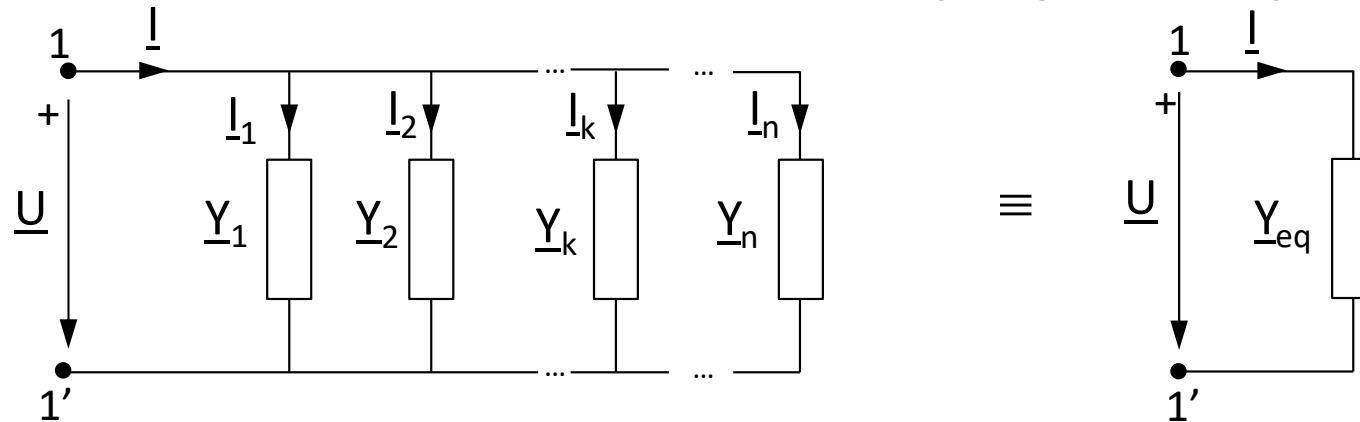 1 I 1 I
... ...
+ I1 I2 Ik In +
U Y1 Y2 Yk Yn ≡ U Yeq
... ...
1′ 1′